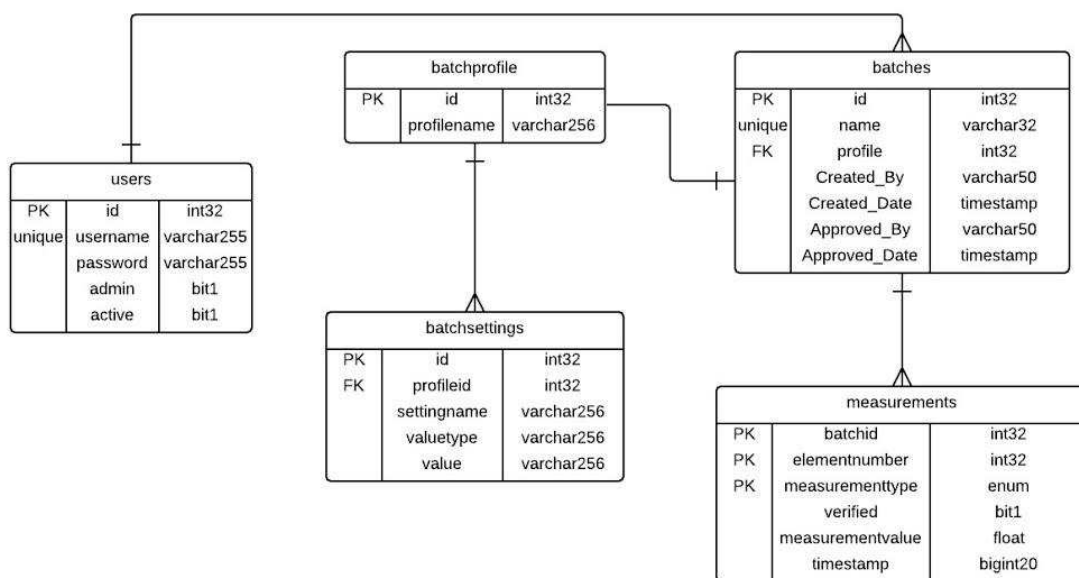 batchprofile
PK id int32
profilename varchar256
batches
PK id int32
unique name varchar32
FK profile int32
Created_By varchar50
Created_Date timestamp
Approved_By varchar50
Approved_Date timestamp
users
PK id int32
unique username varchar255
password varchar255
admin bit1
active bit1
batchsettings
PK id int32
FK profileid int32
settingname varchar256
valuetype varchar256
value varchar256
measurements
PK batchid int32
PK elementnumber int32
PK measurementtype enum
verified bit1
measurementvalue float
timestamp bigint20